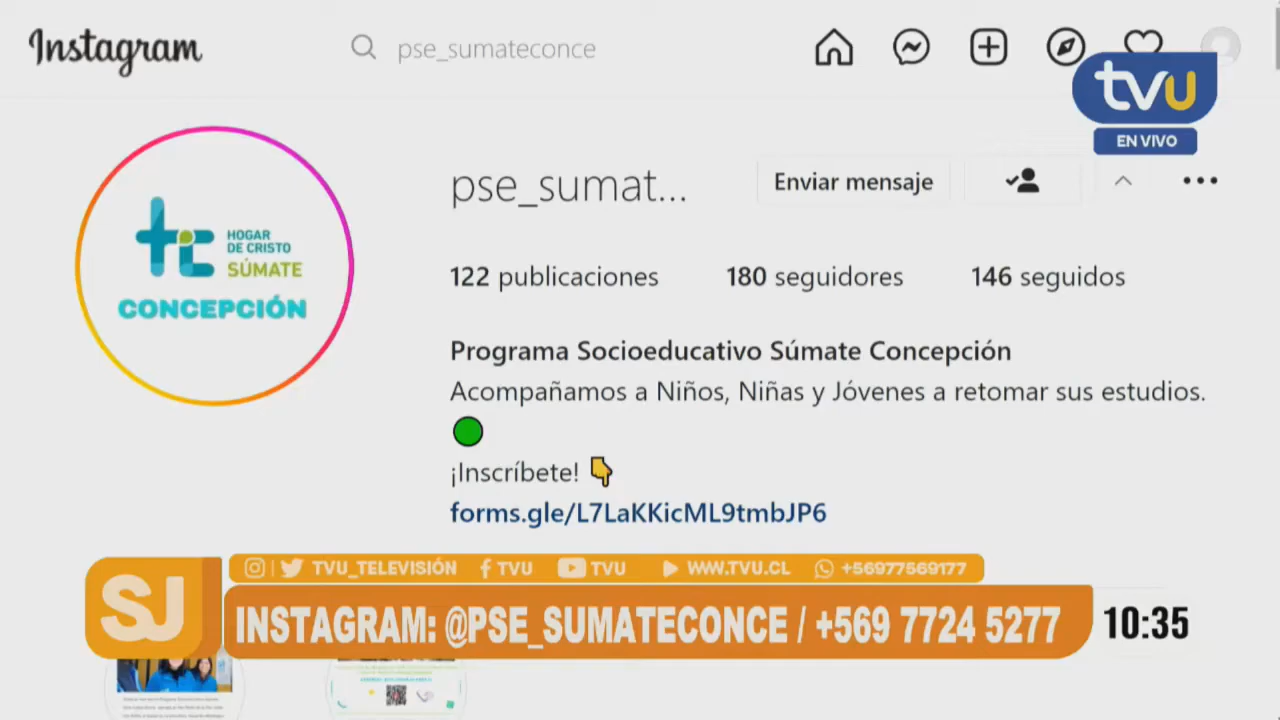 Instagram
pse_sumateconce
tvu
EN VIVO
pse_sumat...
Enviar mensaje
HOGAR
DE CRISTO
SÚMATE
CONCEPCIÓN
122 publicaciones 180 seguidores 146 seguidos
Programa Socioeducativo Súmate Concepción
Acompañamos a Niños, Niñas y Jóvenes a retomar sus estudios.
¡Inscríbete! 👇
forms.gle/L7LaKKicML9tmbJP6
TVU_TELEVISIÓN TVU TVU WWW.TVU.CL +56977569177
SJ
INSTAGRAM: @PSE_SUMATECONCE / +569 7724 5277
10:35